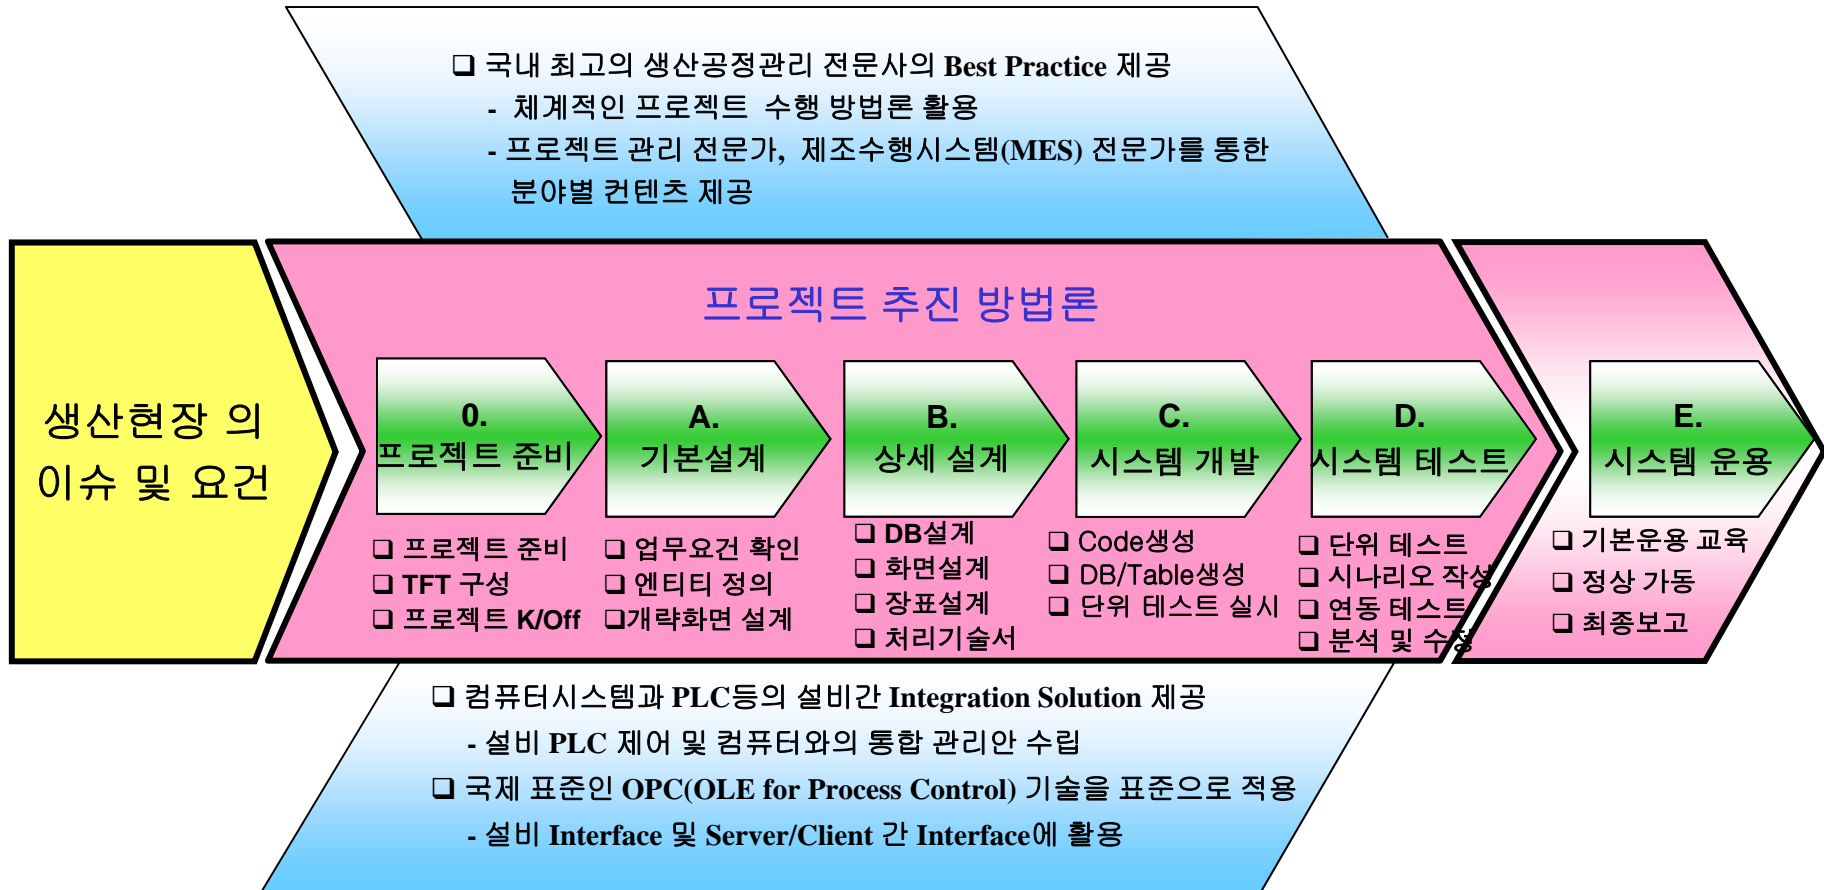 ❑ 국내 최고의 생산공정관리 전문사의 Best Practice 제공
- 체계적인 프로젝트 수행 방법론 활용
- 프로젝트 관리 전문가, 제조수행시스템(MES) 전문가를 통한
분야별 컨텐츠 제공
생산현장 의
이슈 및 요건
프로젝트 추진 방법론
0.
프로젝트 준비
❑ 프로젝트 준비
❑ TFT 구성
❑ 프로젝트 K/Off
A.
기본설계
❑ 업무요건 확인
❑ 엔티티 정의
❑개략화면 설계
B.
상세 설계
❑ DB설계
❑ 화면설계
❑ 장표설계
❑ 처리기술서
C.
시스템 개발
❑ Code생성
❑ DB/Table생성
❑ 단위 테스트 실시
D.
시스템 테스트
❑ 단위 테스트
❑ 시나리오 작성
❑ 연동 테스트
❑ 분석 및 수정
E.
시스템 운용
❑ 기본운용 교육
❑ 정상 가동
❑ 최종보고
❑ 컴퓨터시스템과 PLC등의 설비간 Integration Solution 제공
- 설비 PLC 제어 및 컴퓨터와의 통합 관리안 수립
❑ 국제 표준인 OPC(OLE for Process Control) 기술을 표준으로 적용
- 설비 Interface 및 Server/Client 간 Interface에 활용